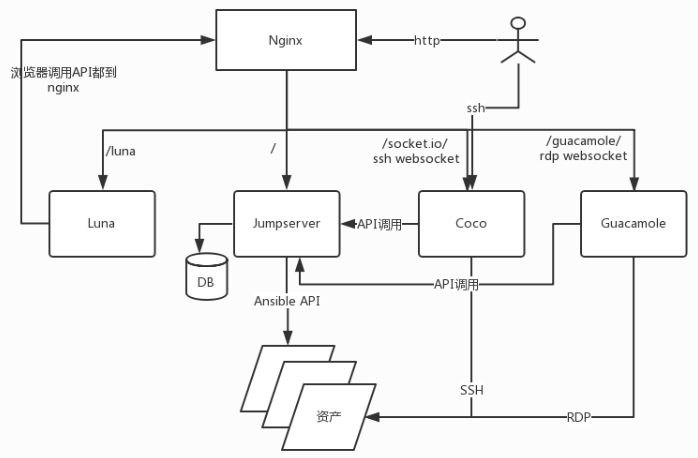 Nginx
http
浏览器调用API都到
nginx
ssh
/luna
/
/socket.io/
ssh websocket
/guacamole/
rdp websocket
Luna
Jumpserver
API调用
Coco
Guacamole
DB
Ansible API
API调用
SSH
RDP
资产